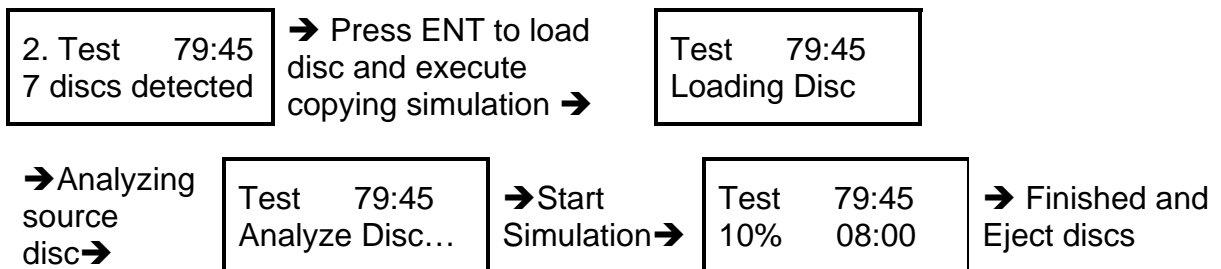 2. Test 79:45
7 discs detected
➔ Press ENT to load
disc and execute
copying simulation ➔
Test 79:45
Loading Disc
➔Analyzing
source
disc➔
Test 79:45
Analyze Disc…
➔Start
Simulation➔
Test 79:45
10% 08:00
➔ Finished and
Eject discs